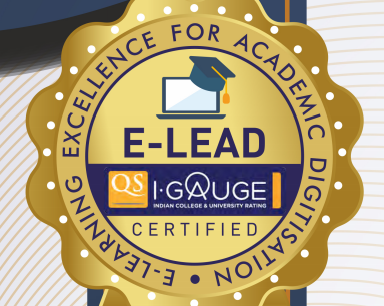 E-LEARNING EXCELLENCE FOR ACADEMIC DIGITISATION •
E-LEAD
QS I·GAUGE
INDIAN COLLEGE & UNIVERSITY RATING
CERTIFIED